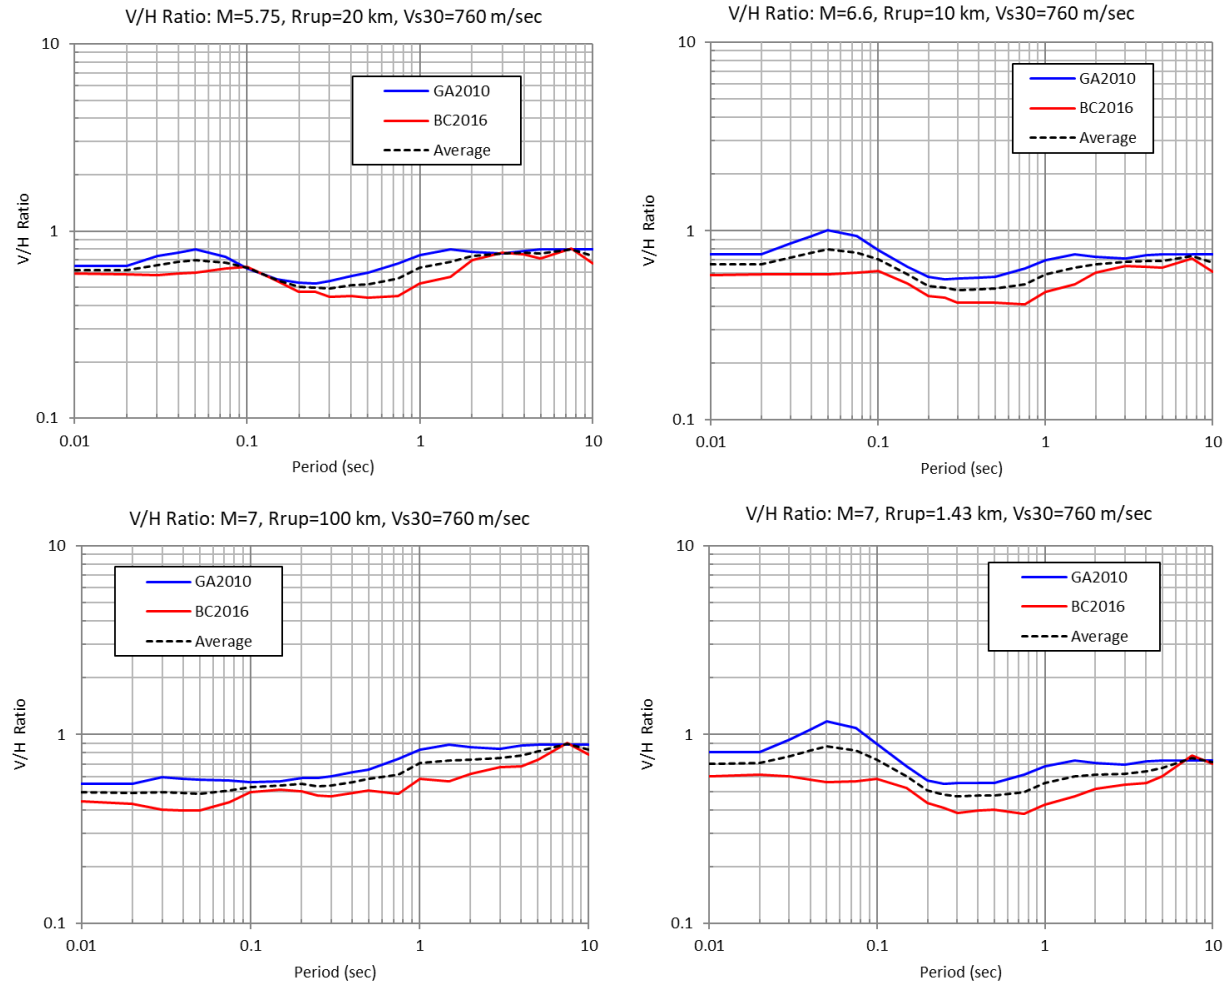 V/H Ratio: M=5.75, Rrup=20 km, Vs30=760 m/sec
10
1
0.1
V/H Ratio
GA2010
BC2016
Average
0.01
0.1
1
10
Period (sec)
V/H Ratio: M=6.6, Rrup=10 km, Vs30=760 m/sec
10
1
0.1
V/H Ratio
GA2010
BC2016
Average
0.01
0.1
1
10
Period (sec)
V/H Ratio: M=7, Rrup=100 km, Vs30=760 m/sec
10
1
0.1
V/H Ratio
GA2010
BC2016
Average
0.01
0.1
1
10
Period (sec)
V/H Ratio: M=7, Rrup=1.43 km, Vs30=760 m/sec
10
1
0.1
V/H Ratio
GA2010
BC2016
Average
0.01
0.1
1
10
Period (sec)